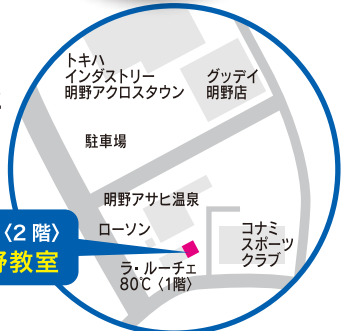 トキハ
インダストリー
明野アクロスタウン
グッデイ
明野店
駐車場
明野アサヒ温泉
ローソン
〈2階〉
野教室
コナミ
スポーツ
クラブ
ラ・ルーチェ
80℃〈1階〉